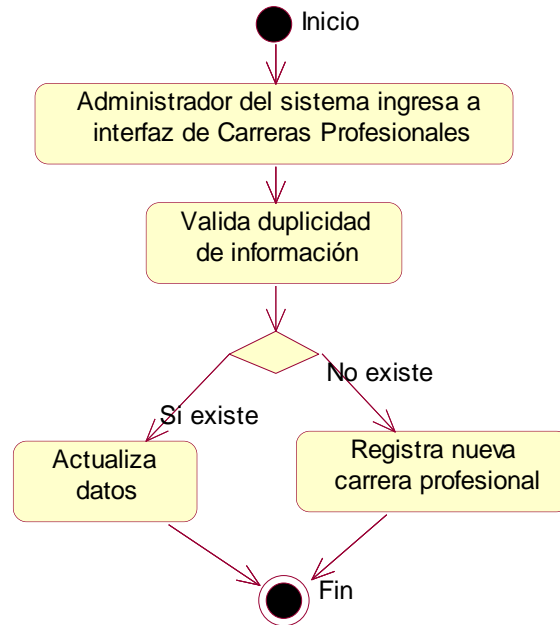 Inicio
Administrador del sistema ingresa a
interfaz de Carreras Profesionales
Valida duplicidad
de información
No existe
Si existe
Actualiza
datos
Registra nueva
carrera profesional
Fin